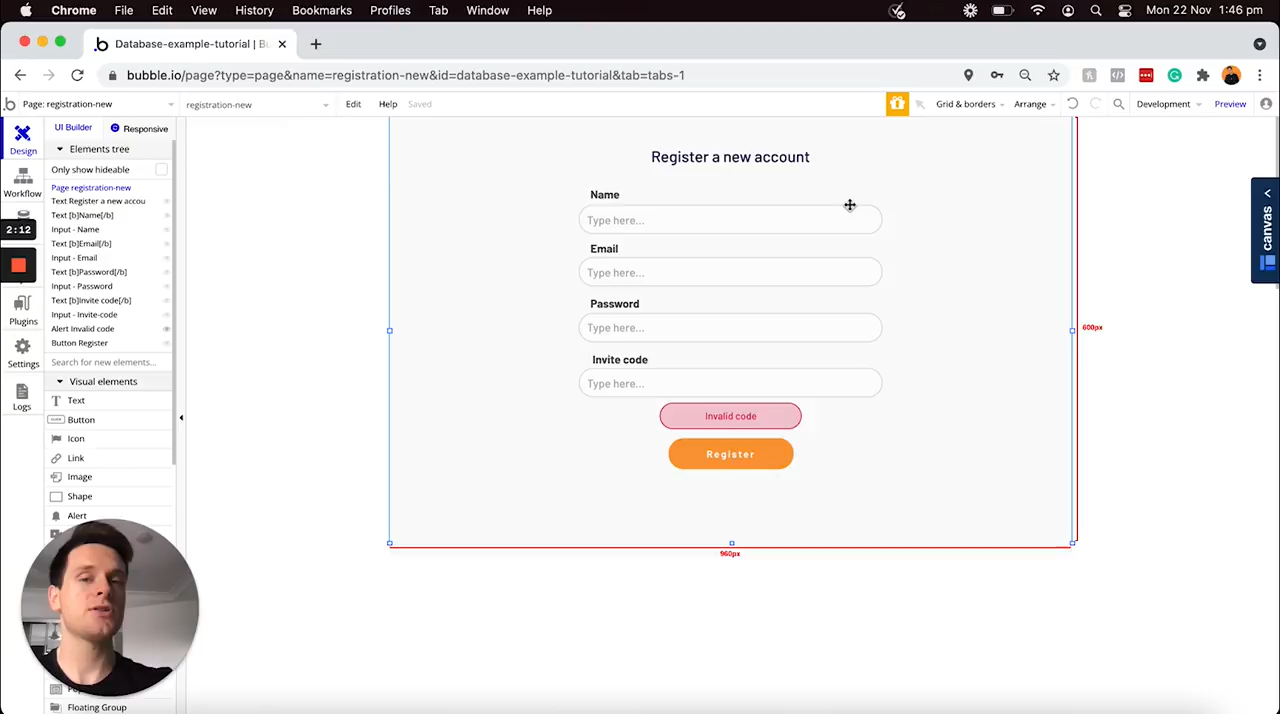 Chrome File Edit View History Bookmarks Profiles Tab Window Help Mon 22 Nov 1:46 pm
Database-example-tutorial | Bu
bubble.io/page?type=page&name=registration-new&id=database-example-tutorial&tab=tabs-1
Page: registration-new registration-new Edit Help Saved Grid & borders Arrange Development Preview
Design
Workflow
2:12
Plugins
Settings
Logs
UI Builder Responsive
Elements tree
Only show hideable
Page registration-new
Text Register a new accou
Text [b]Name[/b]
Input - Name
Text [b]Email[/b]
Input - Email
Text [b]Password[/b]
Input - Password
Text [b]Invite code[/b]
Input - Invite-code
Alert Invalid code
Button Register
Search for new elements...
Visual elements
Text
CLICK Button
Icon
Link
Image
Shape
Alert
Floating Group
Register a new account
Name
Type here...
Email
Type here...
Password
Type here...
Invite code
Type here...
Invalid code
Register
600px
960px
canvas